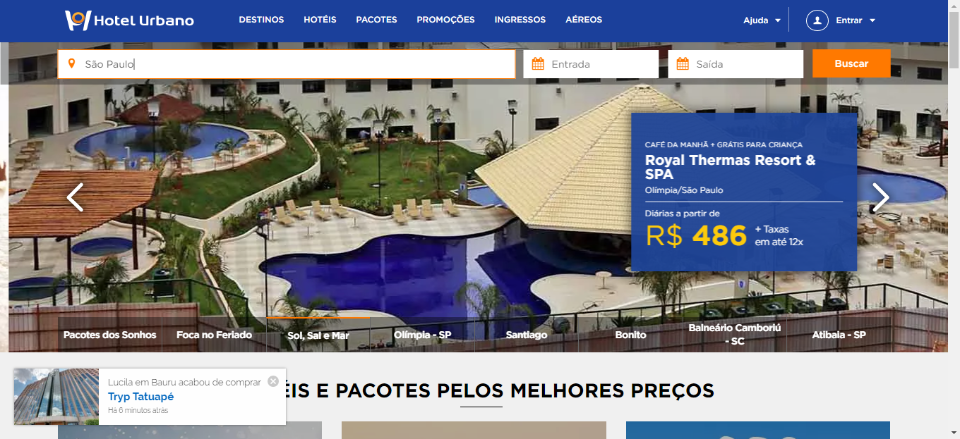 Hotel Urbano
DESTINOS HOTÉIS PACOTES PROMOÇÕES INGRESSOS AÉREOS Ajuda Entrar
São Paulo Entrada Saída Buscar
CAFÉ DA MANHÃ + GRÁTIS PARA CRIANÇA
Royal Thermas Resort &
SPA
Olímpia/São Paulo
Diárias a partir de
R$ 486 + Taxas
em até 12x
Pacotes dos Sonhos Foca no Feriado Sol, Sal e Mar Olímpia - SP Santiago Bonito Balneário Camboriú
- SC Atibaia - SP
Lucila em Bauru acabou de comprar
Tryp Tatuapé
Há 6 minutos atrás
ÉIS E PACOTES PELOS MELHORES PREÇOS